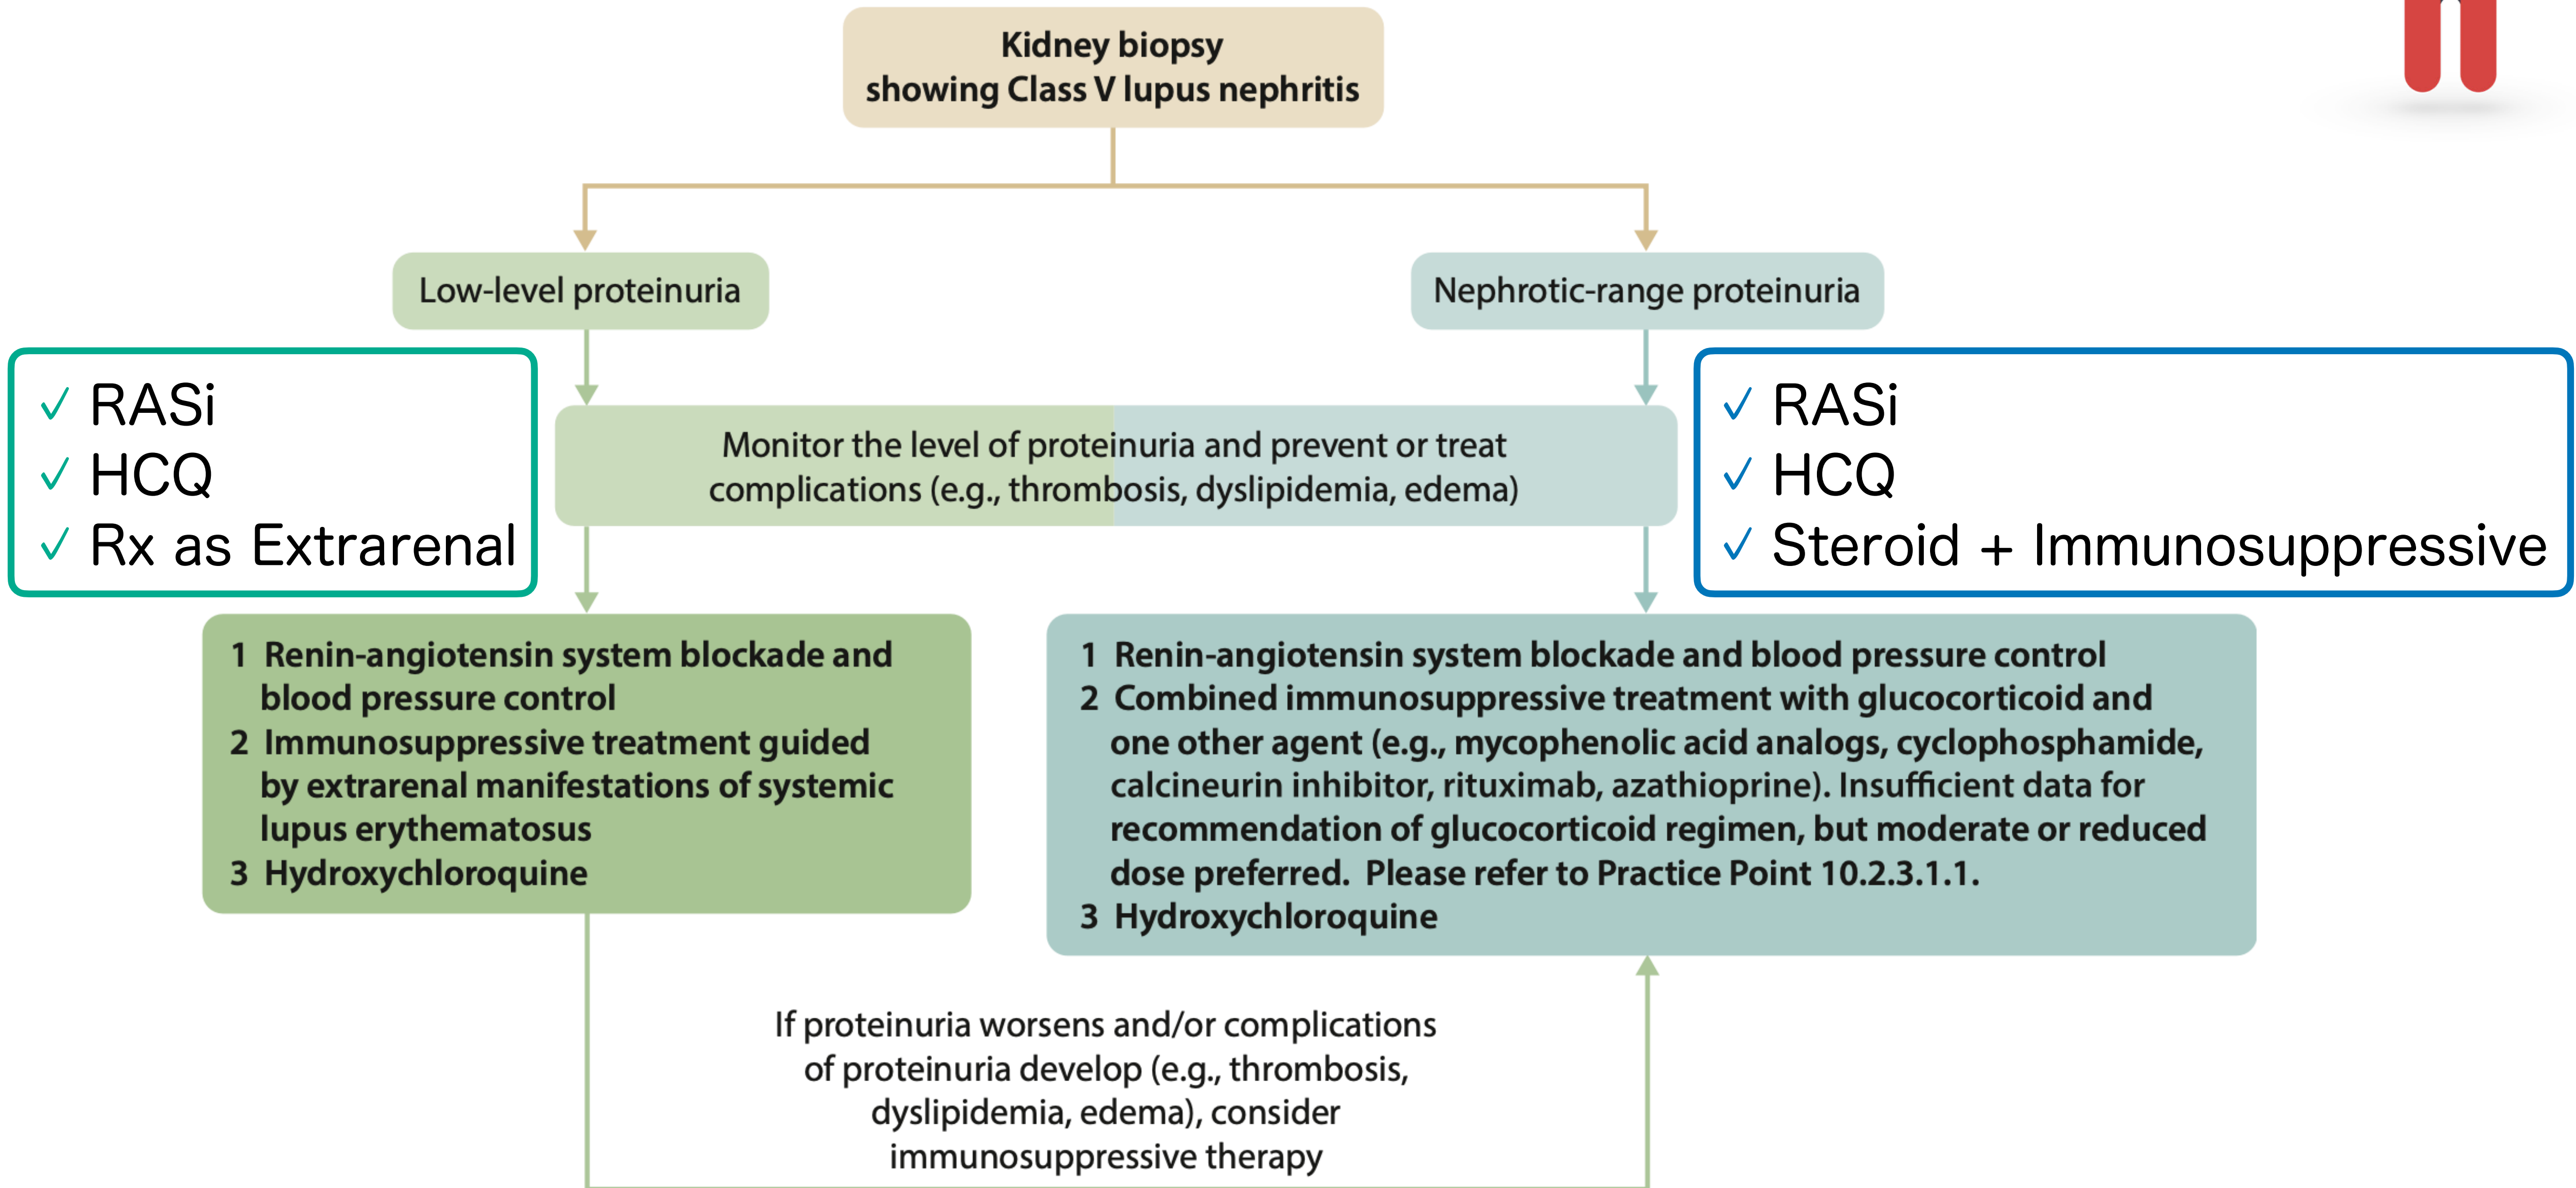 Kidney biopsy
showing Class V lupus nephritis
Low-level proteinuria
Nephrotic-range proteinuria
✓ RASi
✓ HCQ
✓ Rx as Extrarenal
Monitor the level of proteinuria and prevent or treat
complications (e.g., thrombosis, dyslipidemia, edema)
✓ RASi
✓ HCQ
✓ Steroid + Immunosuppressive
1 Renin-angiotensin system blockade and
blood pressure control
2 Immunosuppressive treatment guided
by extrarenal manifestations of systemic
lupus erythematosus
3 Hydroxychloroquine
1 Renin-angiotensin system blockade and blood pressure control
2 Combined immunosuppressive treatment with glucocorticoid and
one other agent (e.g., mycophenolic acid analogs, cyclophosphamide,
calcineurin inhibitor, rituximab, azathioprine). Insufficient data for
recommendation of glucocorticoid regimen, but moderate or reduced
dose preferred. Please refer to Practice Point 10.2.3.1.1.
3 Hydroxychloroquine
If proteinuria worsens and/or complications
of proteinuria develop (e.g., thrombosis,
dyslipidemia, edema), consider
immunosuppressive therapy